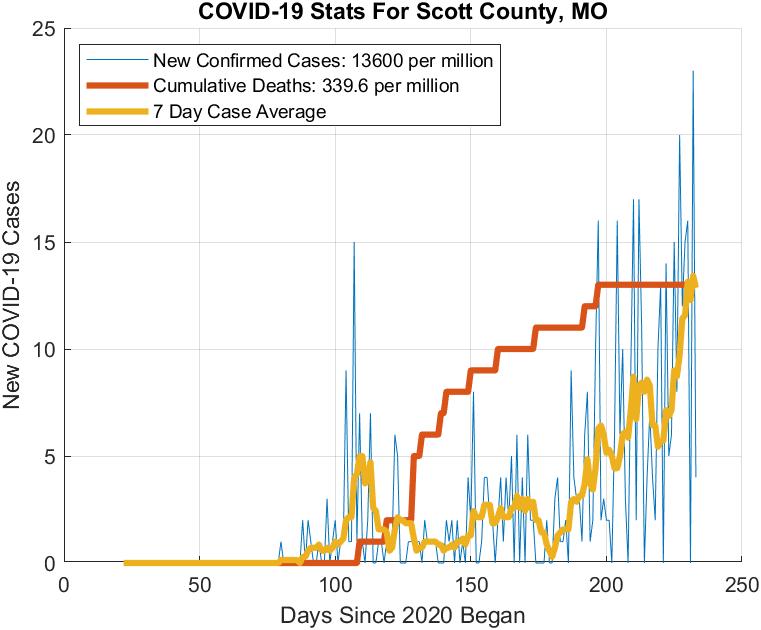 COVID-19 Stats For Scott County, MO
25
New Confirmed Cases: 13600 per million
Cumulative Deaths: 339.6 per million
7 Day Case Average
20
15
10
5
0
New COVID-19 Cases
0 50 100 150 200 250
Days Since 2020 Began